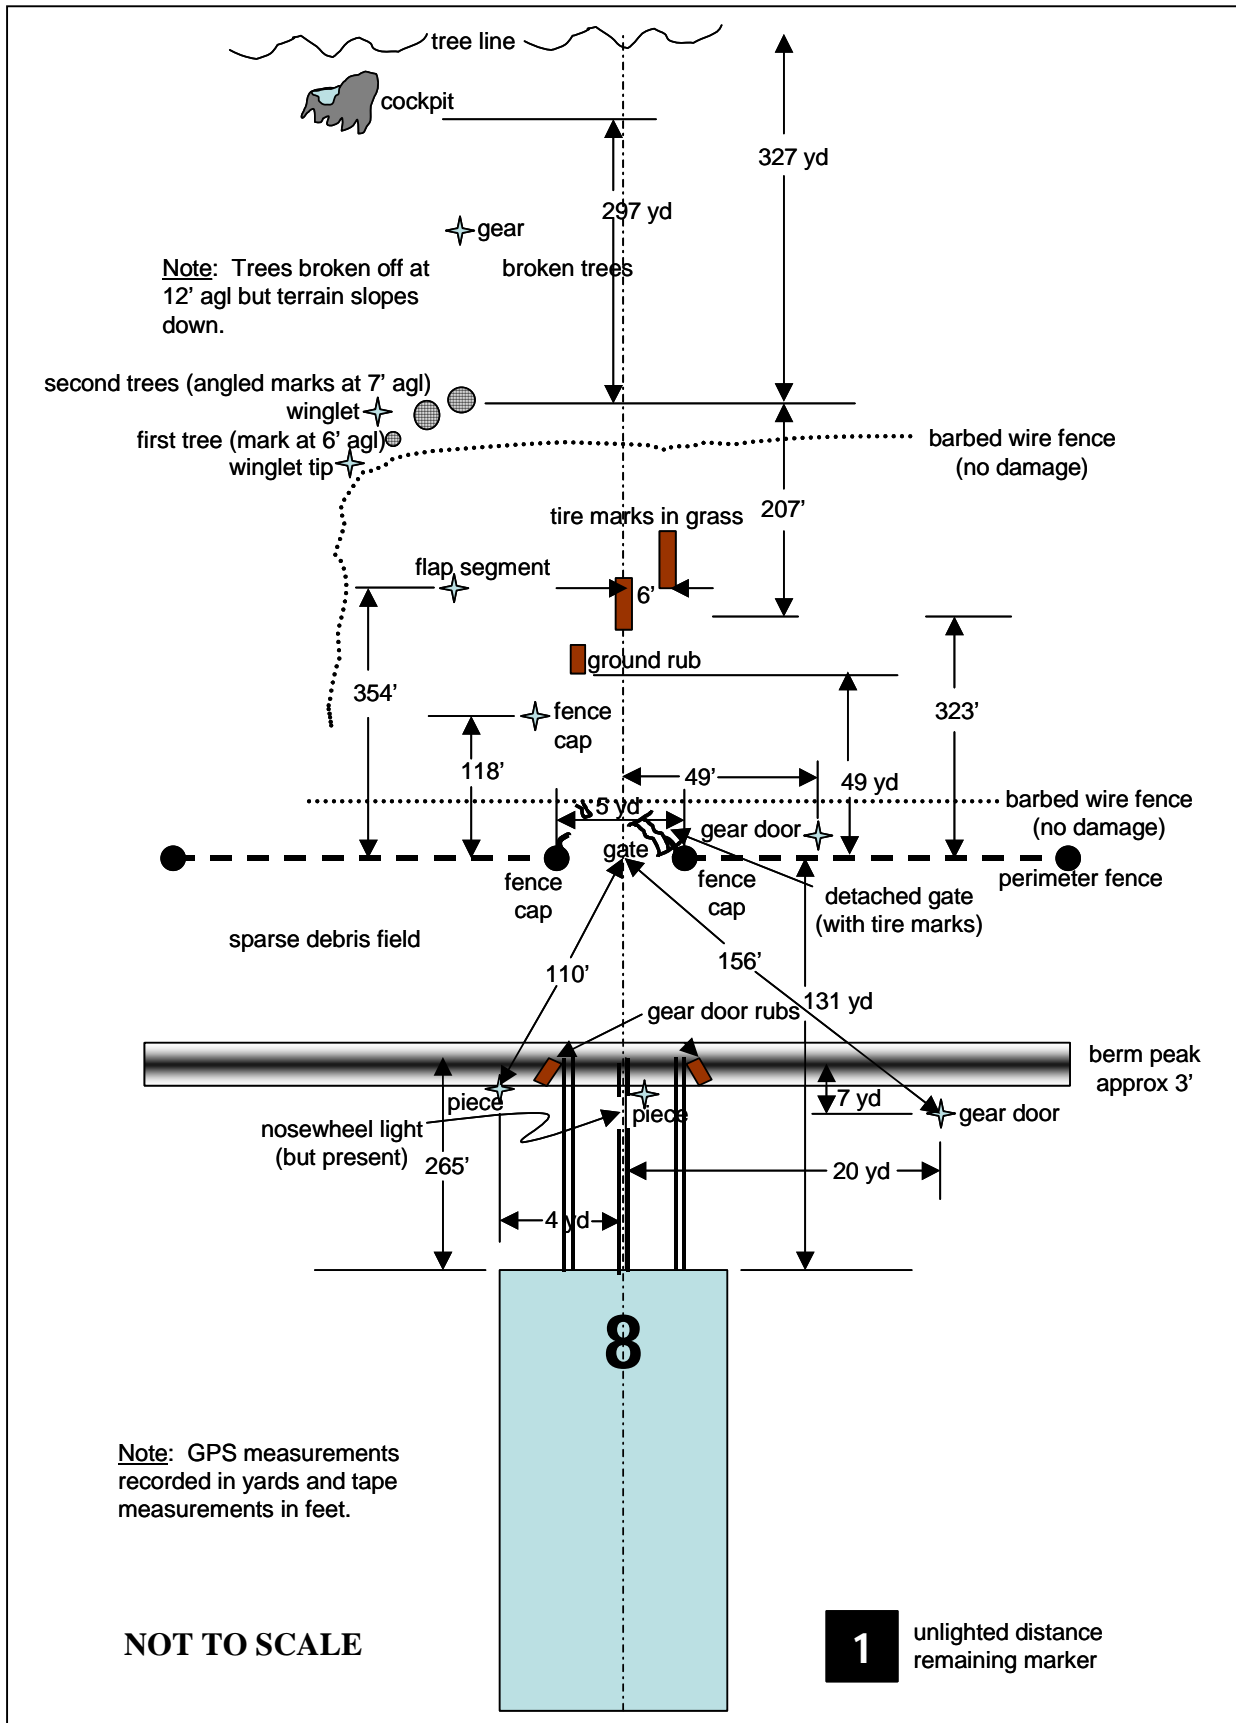 tree line
cockpit
327 yd
297 yd
gear
Note: Trees broken off at
12’ agl but terrain slopes
down.
broken trees
second trees (angled marks at 7’ agl)
winglet
first tree (mark at 6’ agl)
winglet tip
barbed wire fence
(no damage)
207’
tire marks in grass
flap segment
6’
ground rub
354’
323’
fence
cap
118’
49’
49 yd
5 yd
barbed wire fence
(no damage)
gear door
gate
fence
cap
fence
cap
perimeter fence
detached gate
(with tire marks)
sparse debris field
110’
156’
131 yd
gear door rubs
berm peak
approx 3’
piece
piece
7 yd
gear door
nosewheel light
(but present)
265’
20 yd
4 yd
8
Note: GPS measurements
recorded in yards and tape
measurements in feet.
NOT TO SCALE
1
unlighted distance
remaining marker